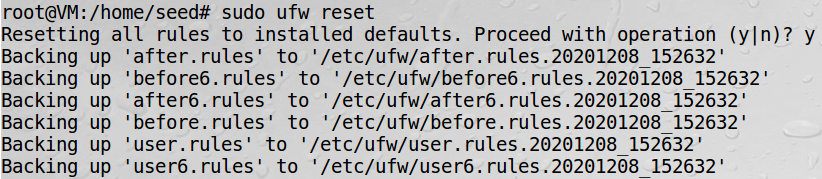 root@VM:/home/seed# sudo ufw reset
Resetting all rules to installed defaults. Proceed with operation (y|n)? y
Backing up 'after.rules' to '/etc/ufw/after.rules.20201208_152632'
Backing up 'before6.rules' to '/etc/ufw/before6.rules.20201208_152632'
Backing up 'after6.rules' to '/etc/ufw/after6.rules.20201208_152632'
Backing up 'before.rules' to '/etc/ufw/before.rules.20201208_152632'
Backing up 'user.rules' to '/etc/ufw/user.rules.20201208_152632'
Backing up 'user6.rules' to '/etc/ufw/user6.rules.20201208_152632'